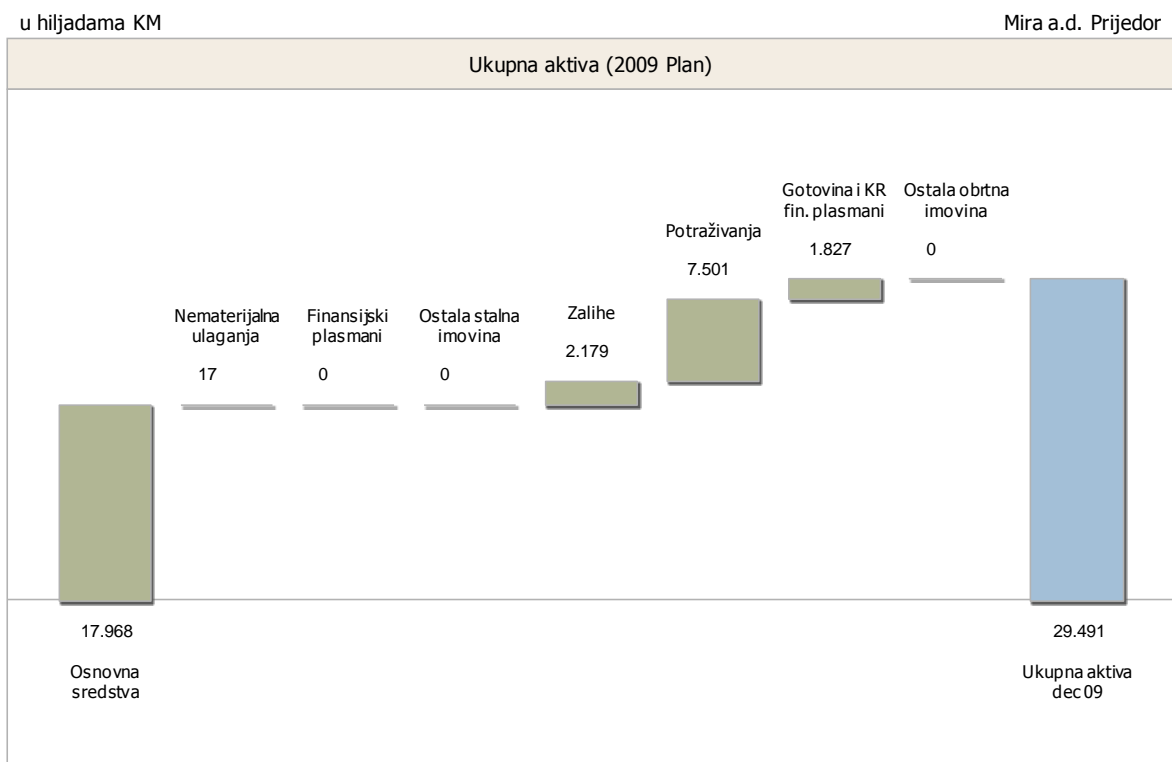 u hiljadama KM
Mira a.d. Prijedor
Ukupna aktiva (2009 Plan)
Gotovina i KR
fin. plasmani
Ostala obrtna
imovina
Potraživanja
1.827
0
7.501
Nematerijalna
ulaganja
Finansijski
plasmani
Ostala stalna
imovina
Zalihe
2.179
17
0
0
17.968
29.491
Osnovna
sredstva
Ukupna aktiva
dec 09